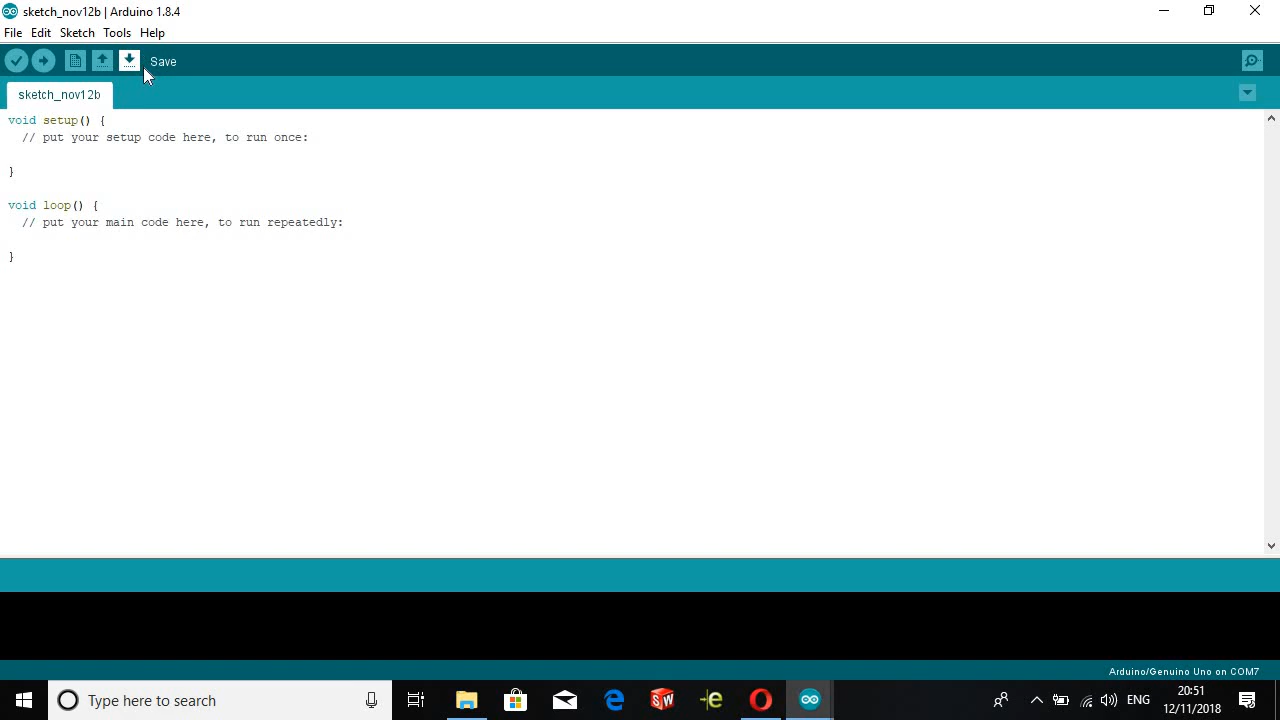 sketch_nov12b | Arduino 1.8.4
File Edit Sketch Tools Help
Save
sketch_nov12b
void setup() {
  // put your setup code here, to run once:
}
void loop() {
  // put your main code here, to run repeatedly:
}
Arduino/Genuino Uno on COM7
Type here to search
SW
e
ENG
20:51
12/11/2018